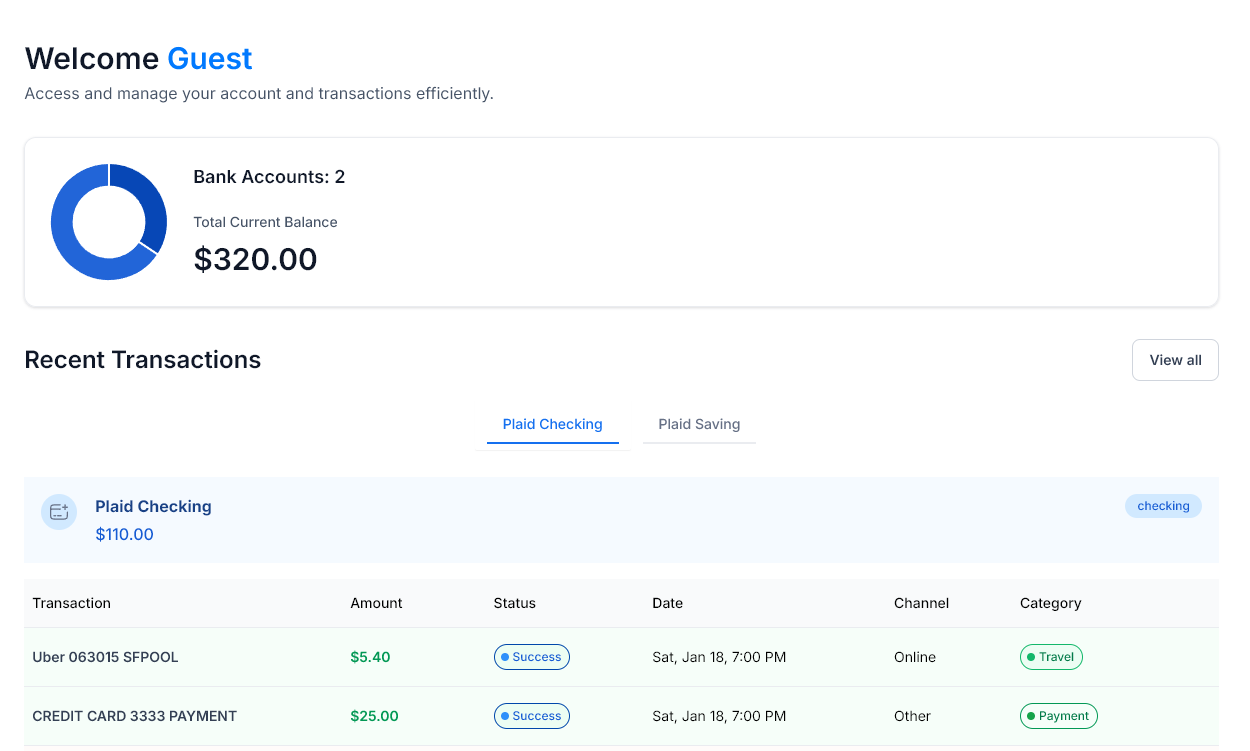 Welcome Guest
Access and manage your account and transactions efficiently.
Bank Accounts: 2
Total Current Balance
$320.00
Recent Transactions
View all
Plaid Checking Plaid Saving
Plaid Checking
checking
$110.00
Transaction Amount Status Date Channel Category
Uber 063015 SFPOOL $5.40 Success Sat, Jan 18, 7:00 PM Online Travel
CREDIT CARD 3333 PAYMENT $25.00 Success Sat, Jan 18, 7:00 PM Other Payment